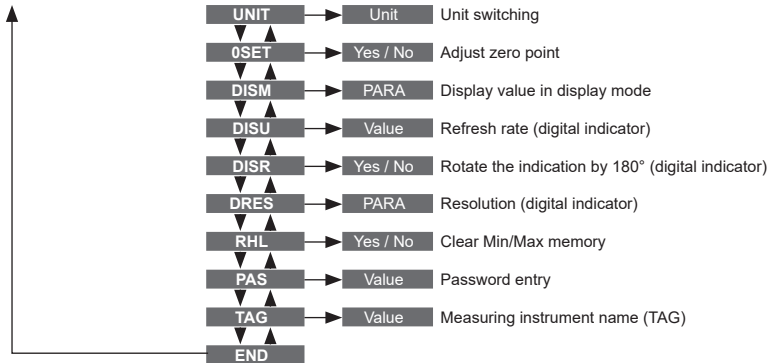 UNIT Unit Unit switching
0SET Yes / No Adjust zero point
DISM PARA Display value in display mode
DISU Value Refresh rate (digital indicator)
DISR Yes / No Rotate the indication by 180° (digital indicator)
DRES PARA Resolution (digital indicator)
RHL Yes / No Clear Min/Max memory
PAS Value Password entry
TAG Value Measuring instrument name (TAG)
END